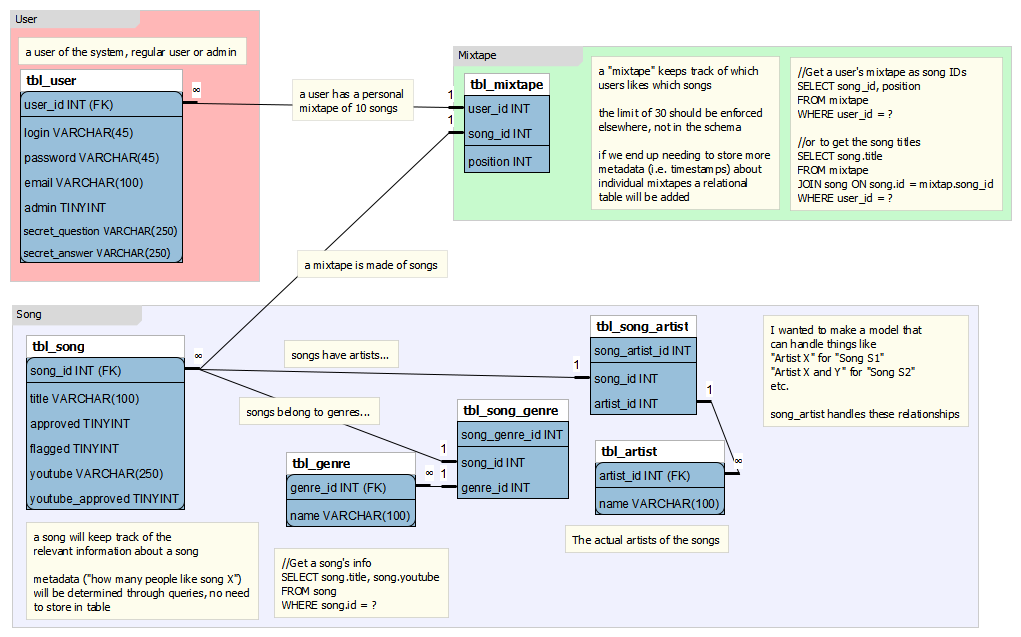 User
a user of the system, regular user or admin
tbl_user
∞
user_id INT (FK)
login VARCHAR(45)
password VARCHAR(45)
email VARCHAR(100)
admin TINYINT
secret_question VARCHAR(250)
secret_answer VARCHAR(250)
a user has a personal
mixtape of 10 songs
Mixtape
tbl_mixtape
1
user_id INT
1
song_id INT
position INT
a "mixtape" keeps track of which
users likes which songs
the limit of 30 should be enforced
elsewhere, not in the schema
if we end up needing to store more
metadata (i.e. timestamps) about
individual mixtapes a relational
table will be added
//Get a user's mixtape as song IDs
SELECT song_id, position
FROM mixtape
WHERE user_id = ?
//or to get the song titles
SELECT song.title
FROM mixtape
JOIN song ON song.id = mixtap.song_id
WHERE user_id = ?
a mixtape is made of songs
Song
tbl_song
∞
song_id INT (FK)
title VARCHAR(100)
approved TINYINT
flagged TINYINT
youtube VARCHAR(250)
youtube_approved TINYINT
a song will keep track of the
relevant information about a song
metadata ("how many people like song X")
will be determined through queries, no need
to store in table
songs have artists...
songs belong to genres...
tbl_genre
∞
genre_id INT (FK)
name VARCHAR(100)
//Get a song's info
SELECT song.title, song.youtube
FROM song
WHERE song.id = ?
tbl_song_genre
song_genre_id INT
1
song_id INT
1
genre_id INT
tbl_song_artist
song_artist_id INT
1
song_id INT
1
artist_id INT
tbl_artist
∞
artist_id INT (FK)
name VARCHAR(100)
The actual artists of the songs
I wanted to make a model that
can handle things like
"Artist X" for "Song S1"
"Artist X and Y" for "Song S2"
etc.
song_artist handles these relationships